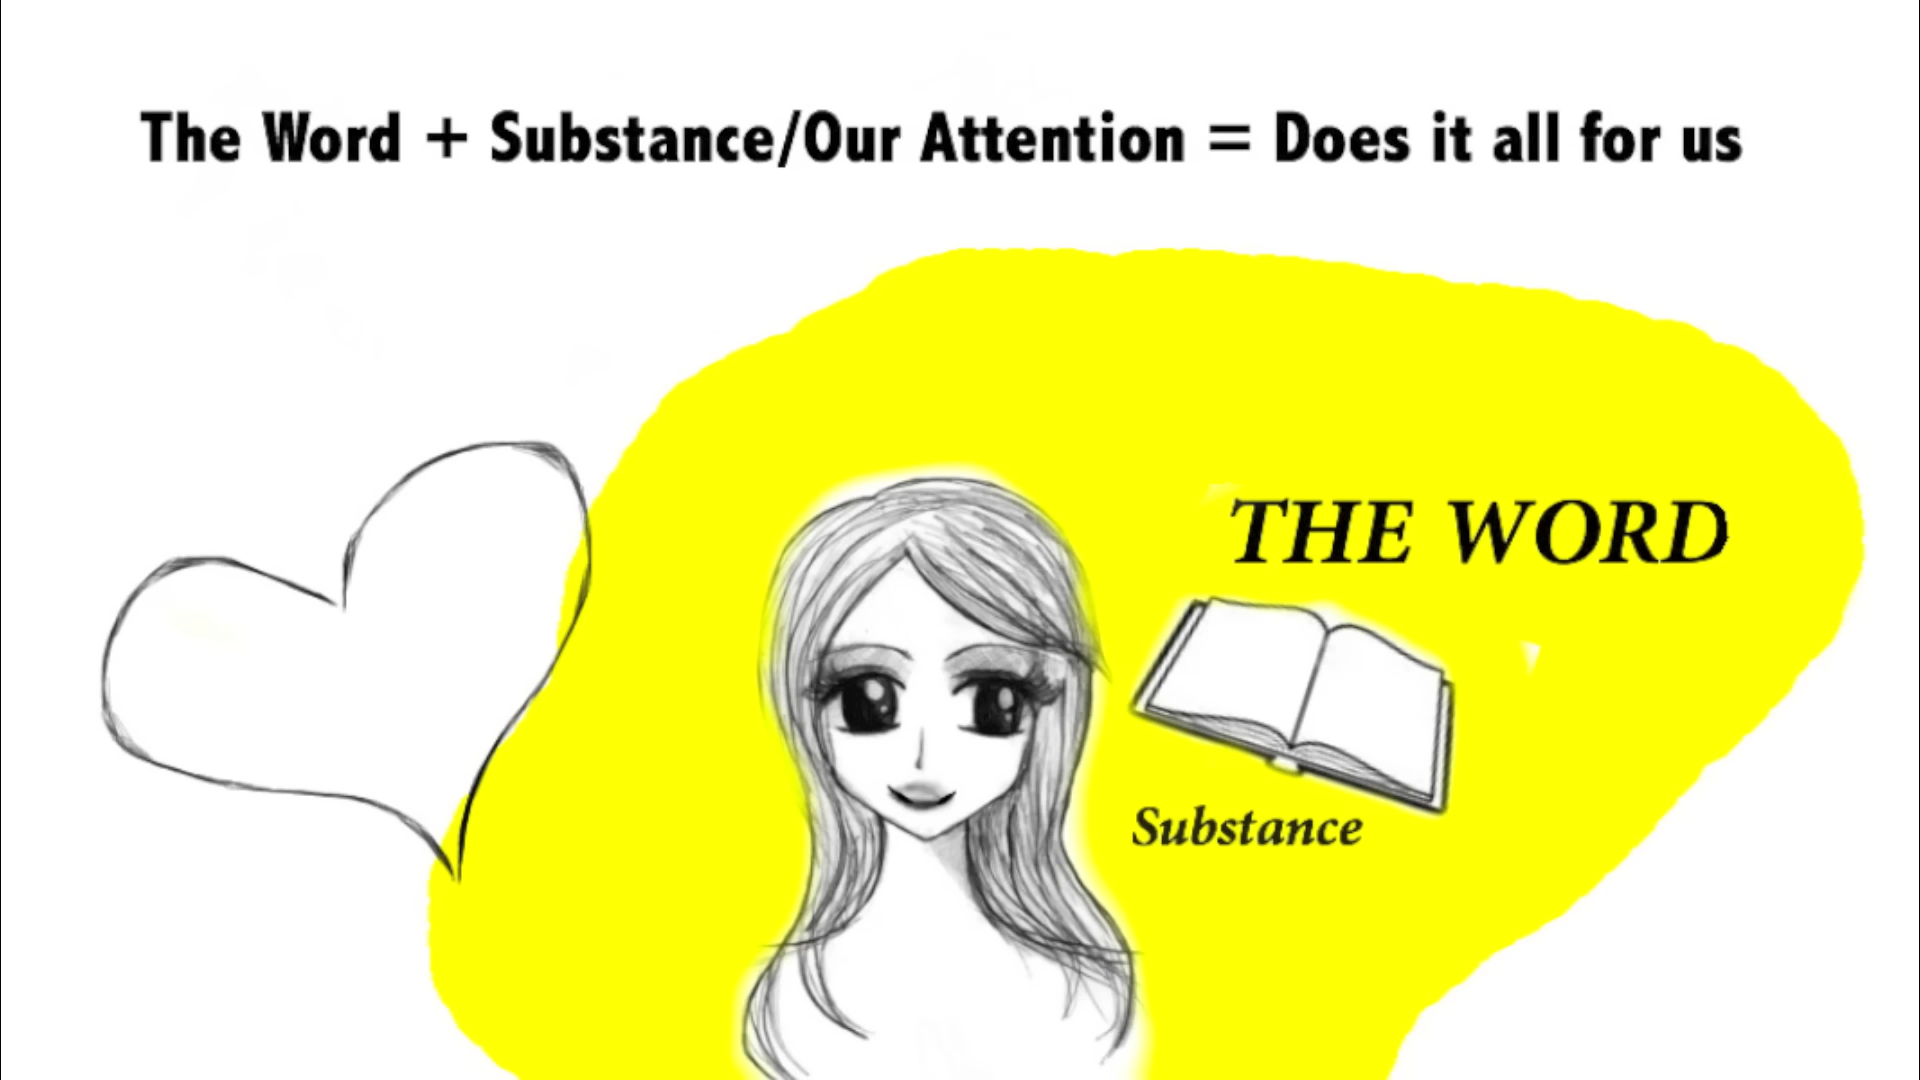 The Word + Substance/Our Attention = Does it all for us
THE WORD
Substance